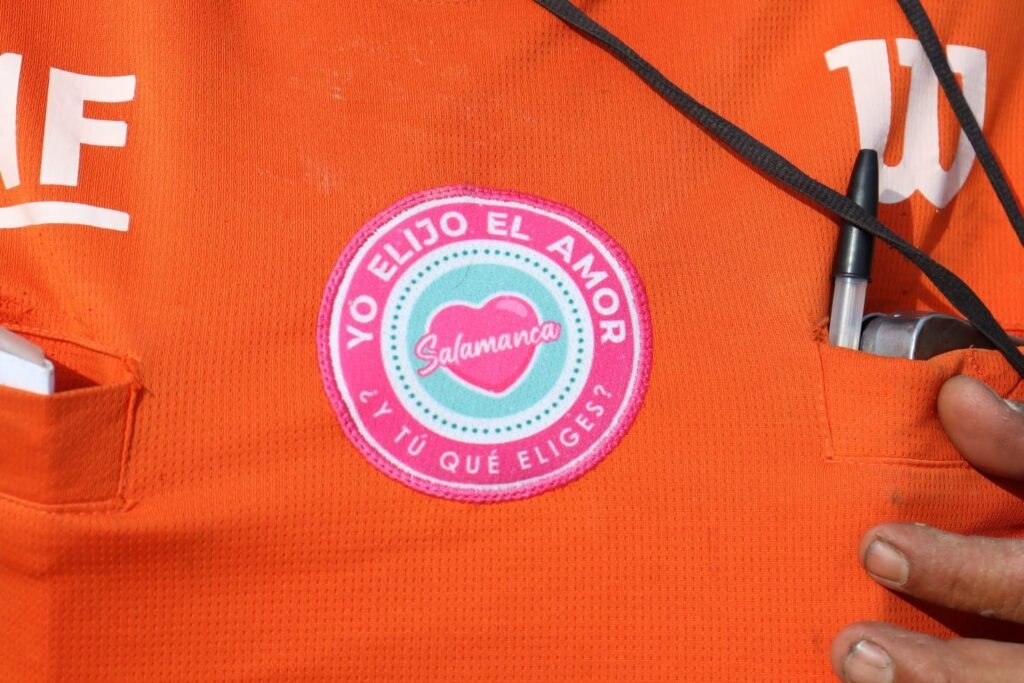 F
W
YO ELIJO EL AMOR
Salamanca
¿Y TÚ QUÉ ELIGES?